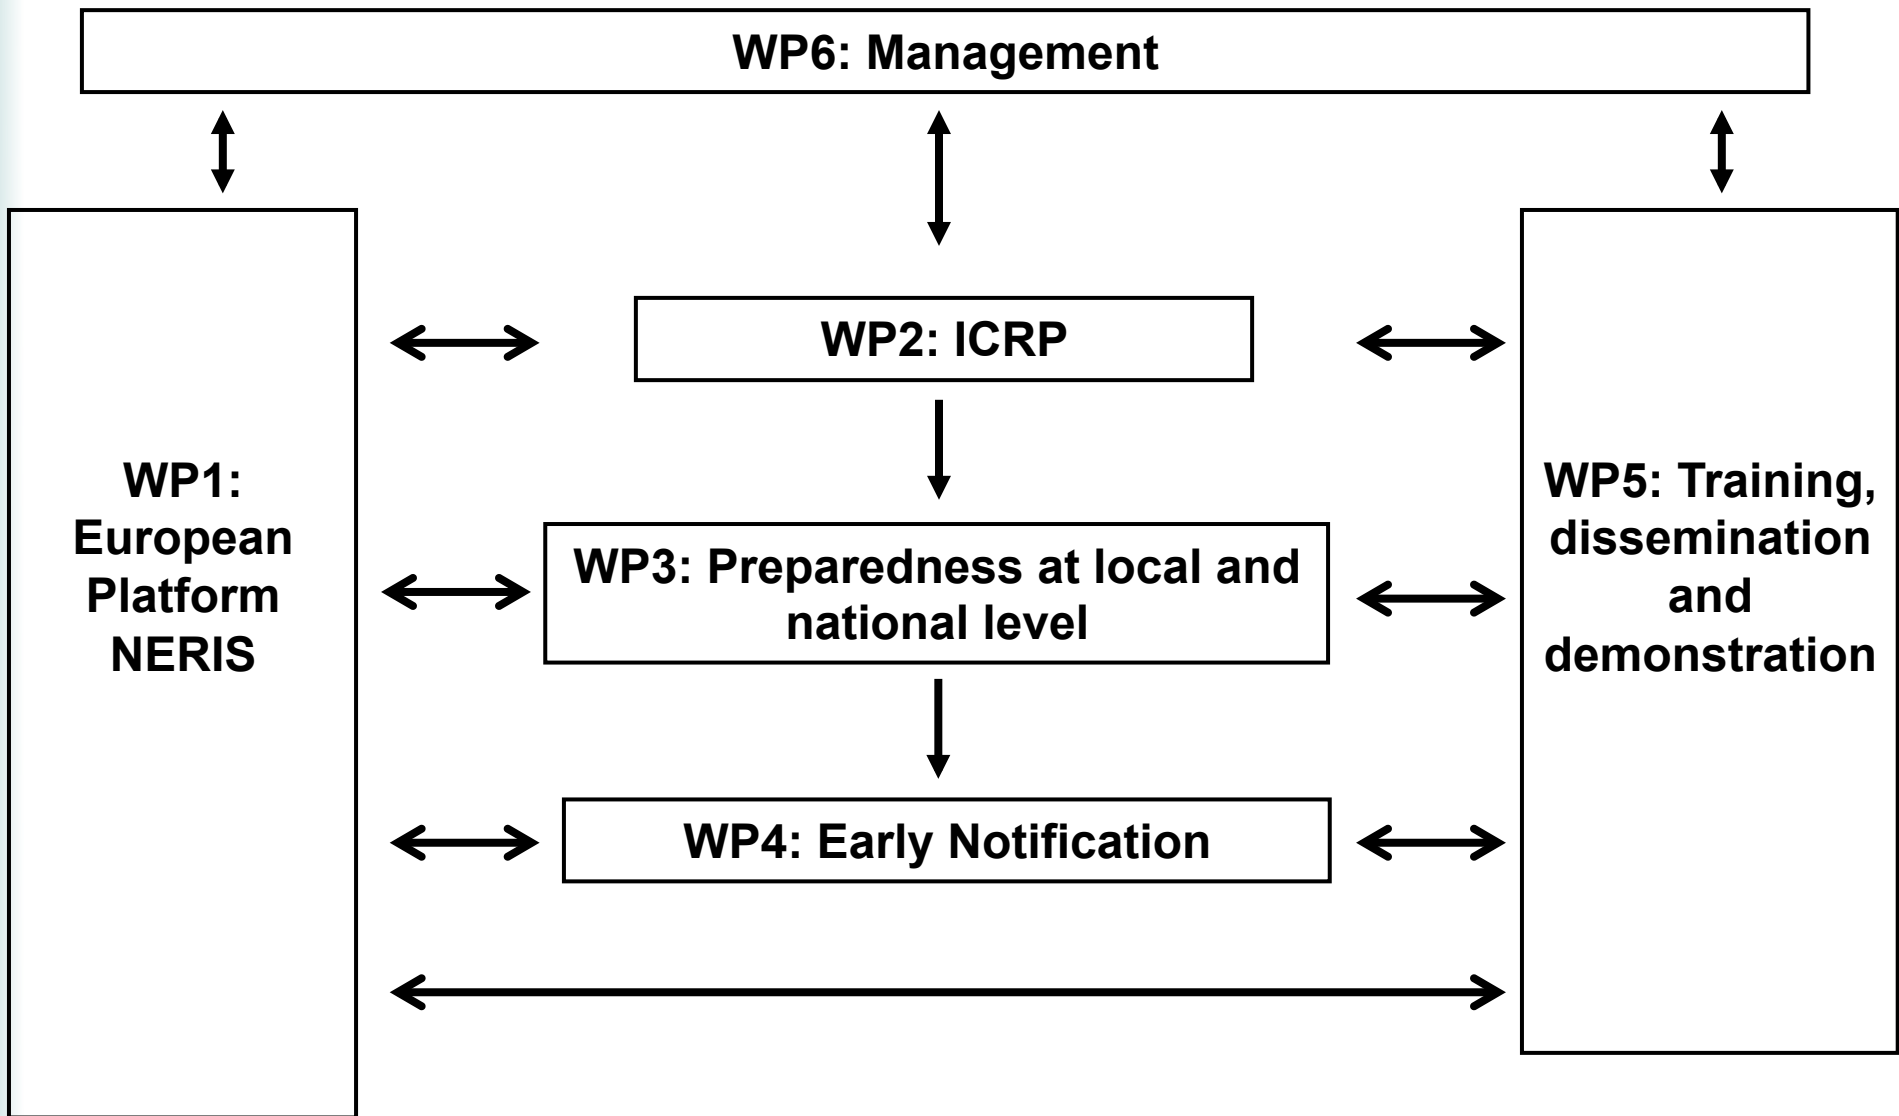 WP6: Management
WP2: ICRP
WP1:
European
Platform
NERIS
WP3: Preparedness at local and
national level
WP5: Training,
dissemination
and
demonstration
WP4: Early Notification